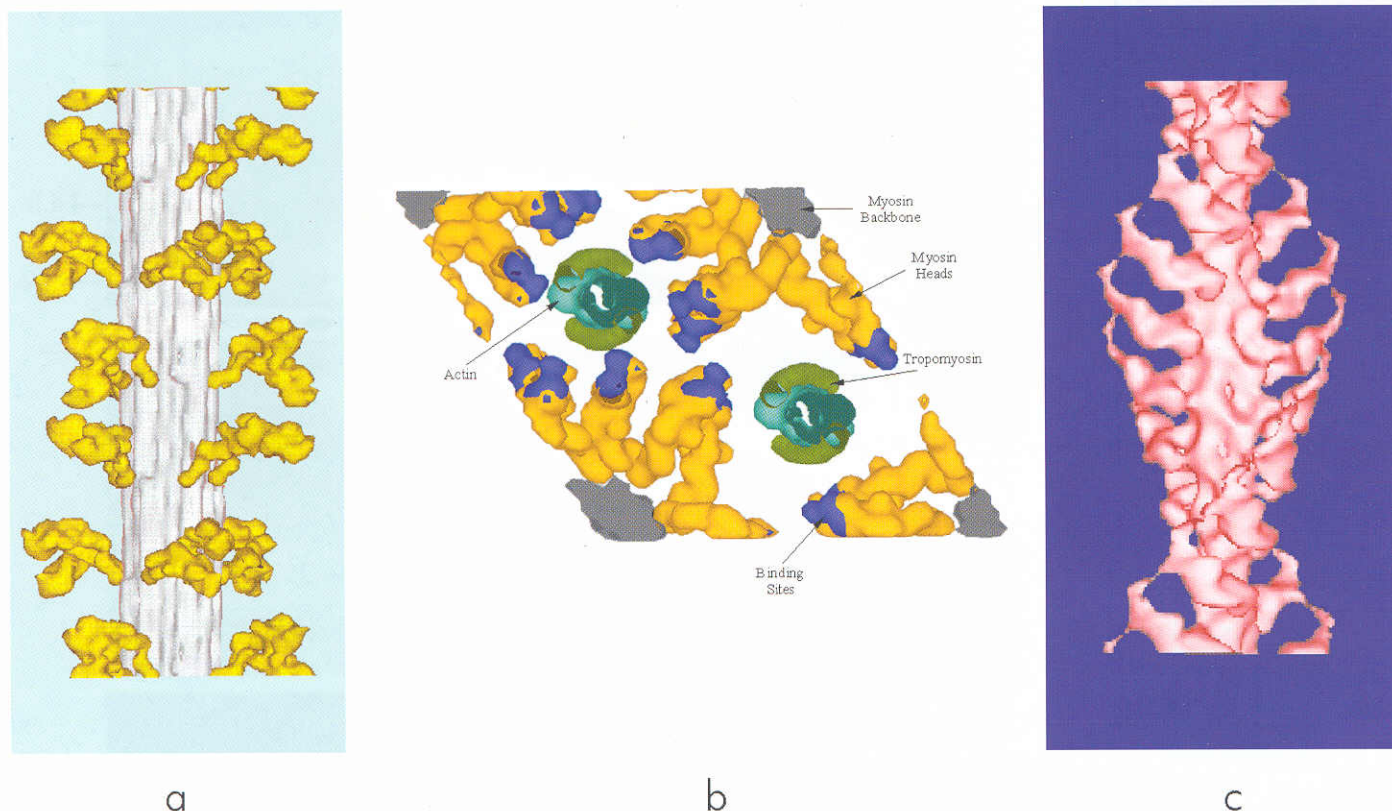 Myosin
Backbone
Myosin
Heads
Tropomyosin
Actin
Binding
Sites
a
b
c